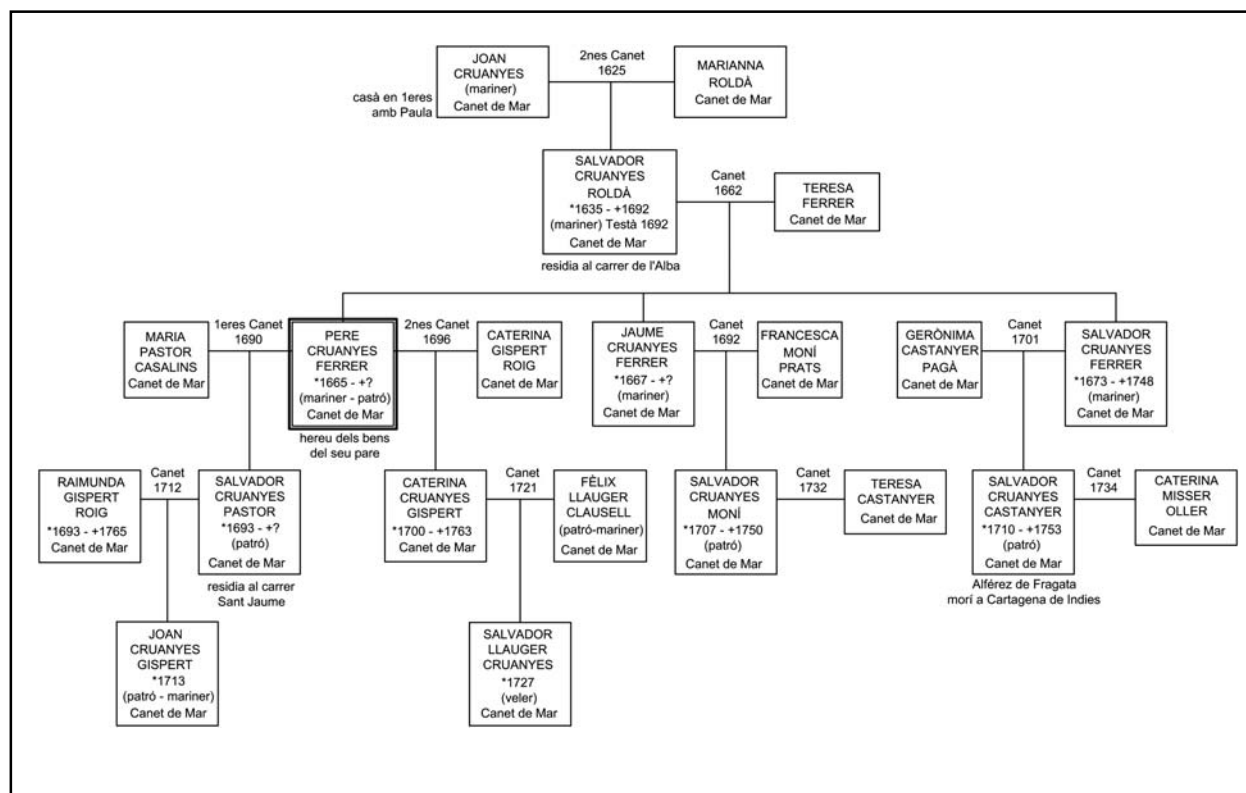 JOAN
CRUANYES
(mariner)
Canet de Mar
casà en 1eres
amb Paula
2nes Canet
1625
MARIANNA
ROLDÀ
Canet de Mar
SALVADOR
CRUANYES
ROLDÀ
*1635 - +1692
(mariner) Testà 1692
Canet de Mar
residia al carrer de l'Alba
Canet
1662
TERESA
FERRER
Canet de Mar
MARIA
PASTOR
CASALINS
Canet de Mar
1eres Canet
1690
PERE
CRUANYES
FERRER
*1665 - +?
(mariner - patró)
Canet de Mar
hereu dels bens
del seu pare
2nes Canet
1696
CATERINA
GISPERT
ROIG
Canet de Mar
JAUME
CRUANYES
FERRER
*1667 - +?
(mariner)
Canet de Mar
Canet
1692
FRANCESCA
MONÍ
PRATS
Canet de Mar
GERÒNIMA
CASTANYER
PAGÀ
Canet de Mar
Canet
1701
SALVADOR
CRUANYES
FERRER
*1673 - +1748
(mariner)
Canet de Mar
RAIMUNDA
GISPERT
ROIG
*1693 - +1765
Canet de Mar
Canet
1712
SALVADOR
CRUANYES
PASTOR
*1693 - +?
(patró)
Canet de Mar
residia al carrer
Sant Jaume
CATERINA
CRUANYES
GISPERT
*1700 - +1763
Canet de Mar
Canet
1721
FÈLIX
LLAUGER
CLAUSELL
(patró-mariner)
Canet de Mar
SALVADOR
CRUANYES
MONÍ
*1707 - +1750
(patró)
Canet de Mar
Canet
1732
TERESA
CASTANYER
Canet de Mar
SALVADOR
CRUANYES
CASTANYER
*1710 - +1753
(patró)
Canet de Mar
Alférez de Fragata
morí a Cartagena de Indies
Canet
1734
CATERINA
MISSER
OLLER
Canet de Mar
JOAN
CRUANYES
GISPERT
*1713
(patró - mariner)
Canet de Mar
SALVADOR
LLAUGER
CRUANYES
*1727
(veler)
Canet de Mar